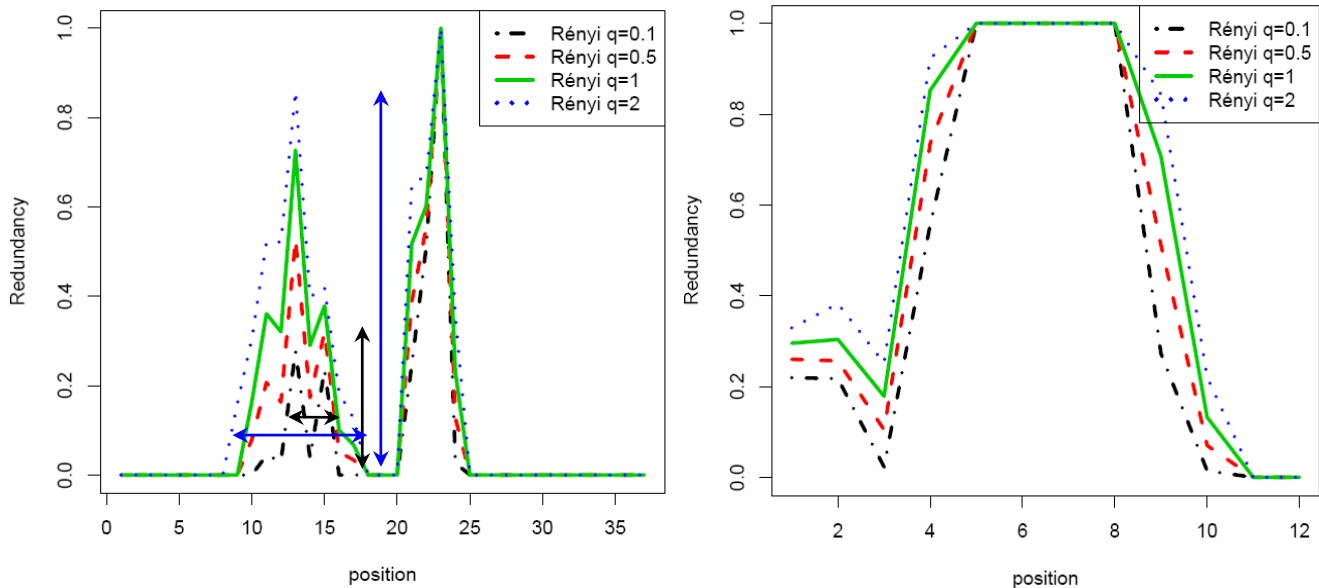 Rényi q=0.1
Rényi q=0.5
Rényi q=1
Rényi q=2
1.0
0.8
0.6
0.4
0.2
0.0
Redundancy
0 5 10 15 20 25 30 35
position
Rényi q=0.1
Rényi q=0.5
Rényi q=1
Rényi q=2
1.0
0.8
0.6
0.4
0.2
0.0
Redundancy
2 4 6 8 10 12
position